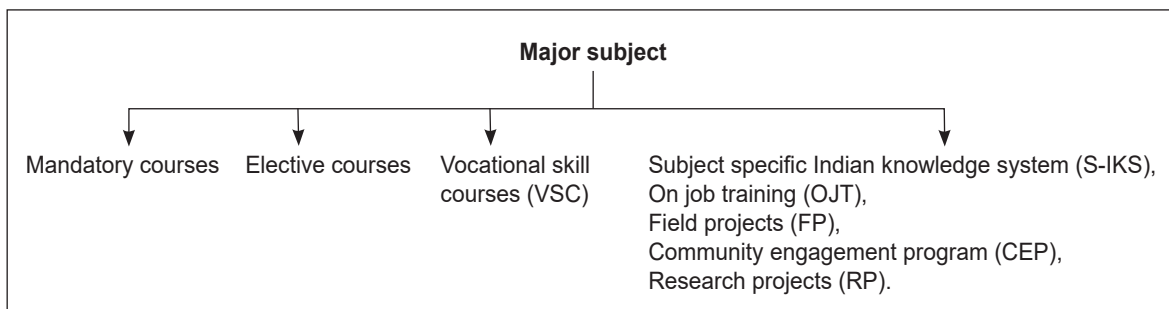 Major subject
Mandatory courses
Elective courses
Vocational skill
courses (VSC)
Subject specific Indian knowledge system (S-IKS),
On job training (OJT),
Field projects (FP),
Community engagement program (CEP),
Research projects (RP).